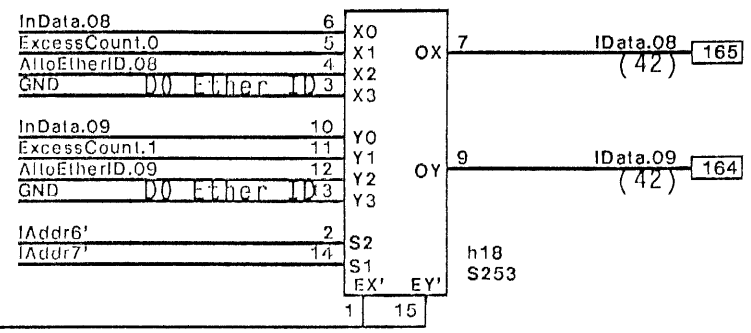 InData.08 6 X0
ExcessCount.0 5 X1 OX 7 IData.08 165
AltoEtherID.08 4 X2 (42)
GND D0 Ether ID 3 X3
InData.09 10 Y0
ExcessCount.1 11 Y1 OY 9 IData.09 164
AltoEtherID.09 12 Y2 (42)
GND D0 Ether ID 3 Y3
IAddr6' 2 S2 h18
IAddr7' 14 S1 S253
EX' EY'
1 15